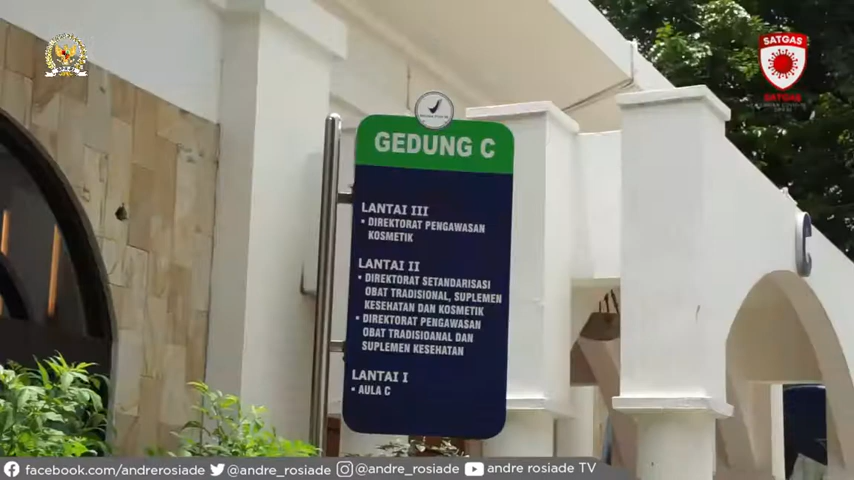 SATGAS
GEDUNG C
LANTAI III
• DIREKTORAT PENGAWASAN
KOSMETIK
LANTAI II
• DIREKTORAT SETANDARISASI
OBAT TRADISIONAL, SUPLEMEN
KESEHATAN DAN KOSMETIK
• DIREKTORAT PENGAWASAN
OBAT TRADISIOANAL DAN
SUPLEMEN KESEHATAN
LANTAI I
• AULA C
C
facebook.com/andrerosiade @andre_rosiade @andre_rosiade andre rosiade TV